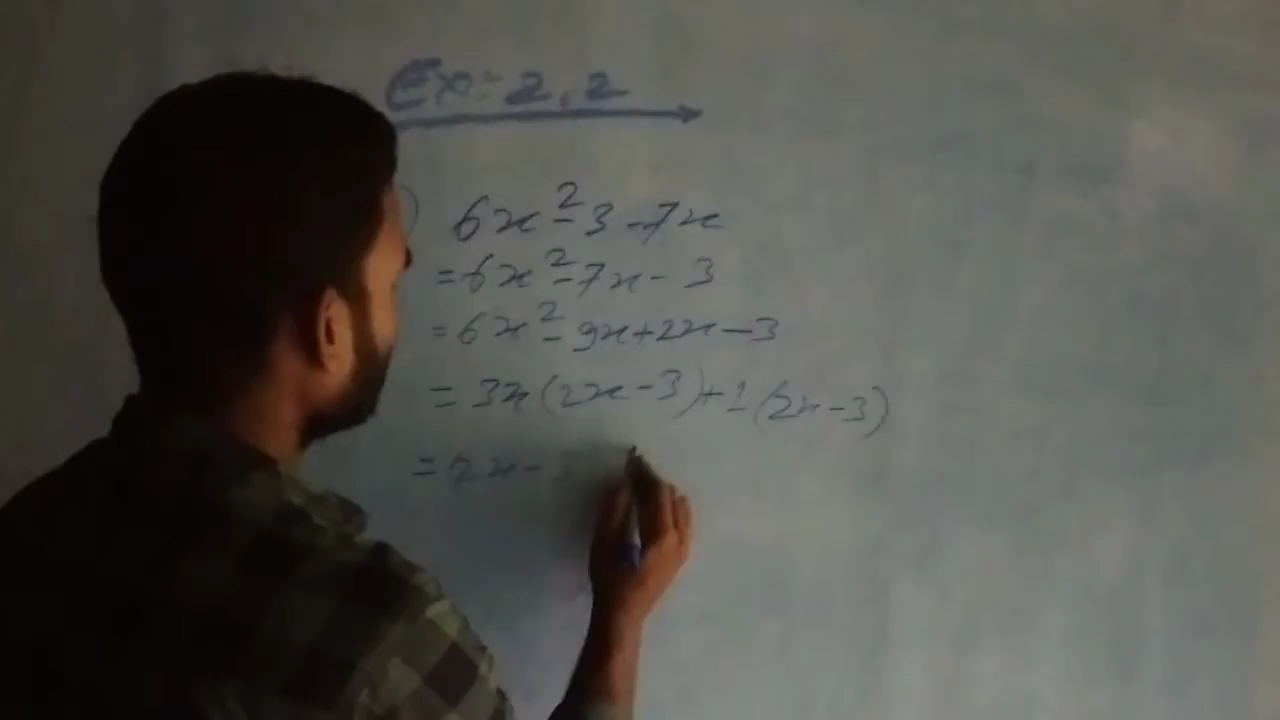 Ex:- 2.2
) 6x²-3-7x
=6x²-7x-3
=6x²-9x+2x-3
=3x(2x-3)+1(2x-3)
=2x-3